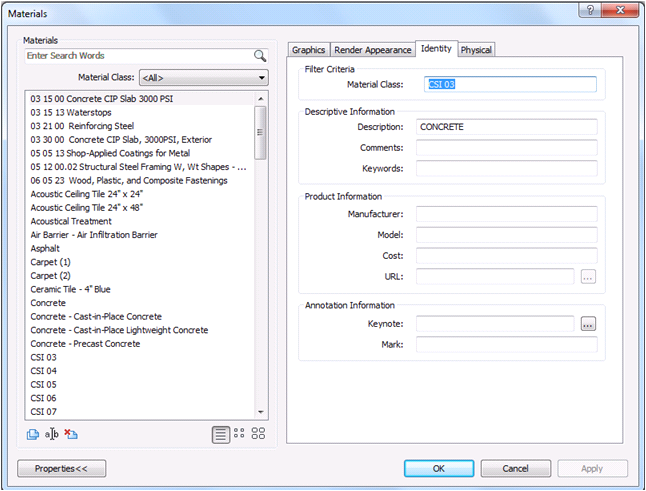 Materials
Materials
Enter Search Words
Material Class: <All>
03 15 00 Concrete CIP Slab 3000 PSI
03 15 13 Waterstops
03 21 00 Reinforcing Steel
03 30 00 Concrete CIP Slab, 3000PSI, Exterior
05 05 13 Shop-Applied Coatings for Metal
05 12 00.02 Structural Steel Framing W, Wt Shapes - ...
06 05 23 Wood, Plastic, and Composite Fastenings
Acoustic Ceiling Tile 24" x 24"
Acoustic Ceiling Tile 24" x 48"
Acoustical Treatment
Air Barrier - Air Infiltration Barrier
Asphalt
Carpet (1)
Carpet (2)
Ceramic Tile - 4" Blue
Concrete
Concrete - Cast-in-Place Concrete
Concrete - Cast-in-Place Lightweight Concrete
Concrete - Precast Concrete
CSI 03
CSI 04
CSI 05
CSI 06
CSI 07
ab
Graphics Render Appearance Identity Physical
Filter Criteria
Material Class: CSI 03
Descriptive Information
Description: CONCRETE
Comments:
Keywords:
Product Information
Manufacturer:
Model:
Cost:
URL: ...
Annotation Information
Keynote: ...
Mark:
Properties<< OK Cancel Apply